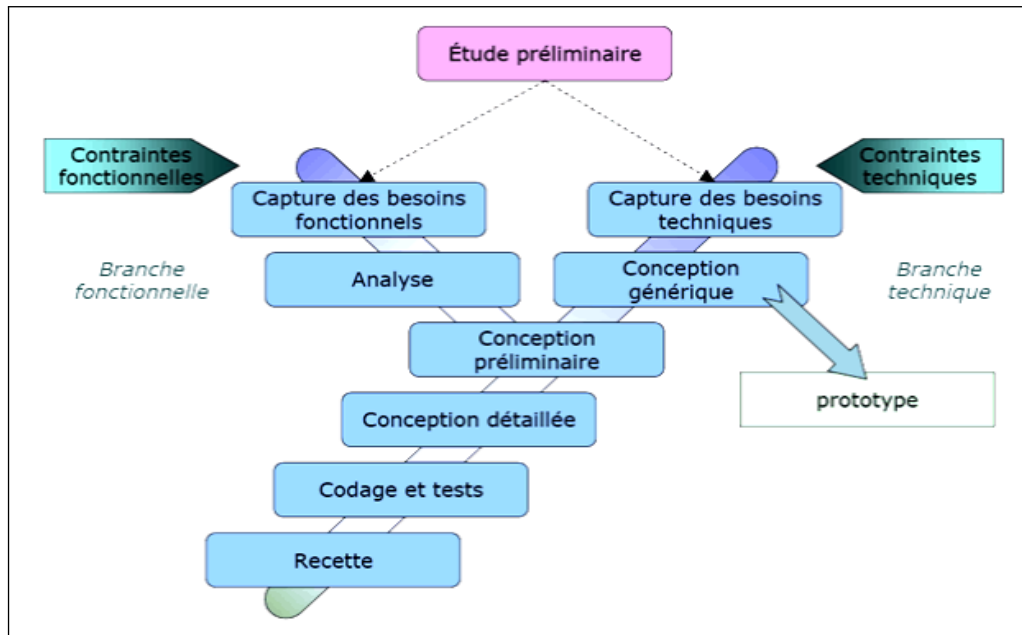 Étude préliminaire
Contraintes
fonctionnelles
Contraintes
techniques
Capture des besoins
fonctionnels
Capture des besoins
techniques
Branche
fonctionnelle
Analyse
Conception
générique
Branche
technique
Conception
préliminaire
prototype
Conception détaillée
Codage et tests
Recette